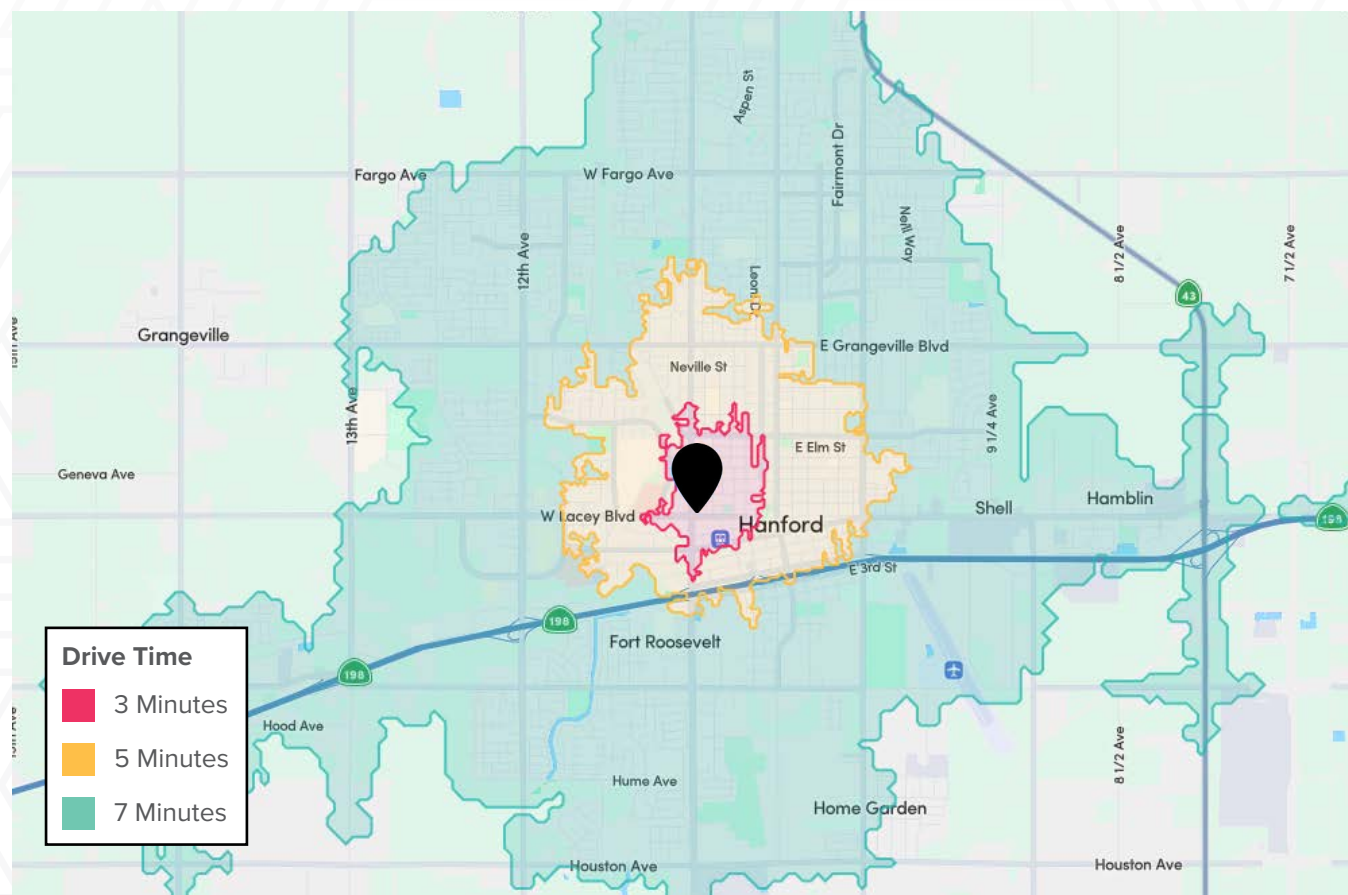 Aspen St
Fairmont Dr
Fargo Ave
W Fargo Ave
Neill Way
12th Ave
8 1/2 Ave
7 1/2 Ave
Leon D
43
Grangeville
E Grangeville Blvd
Neville St
13th Ave
9 1/4 Ave
E Elm St
Geneva Ave
Shell
Hamblin
W Lacey Blvd
Hanford
198
E 3rd St
198
Fort Roosevelt
198
Drive Time
3 Minutes
5 Minutes
7 Minutes
Hood Ave
8 1/2 Ave
Hume Ave
Home Garden
Houston Ave
Houston Ave